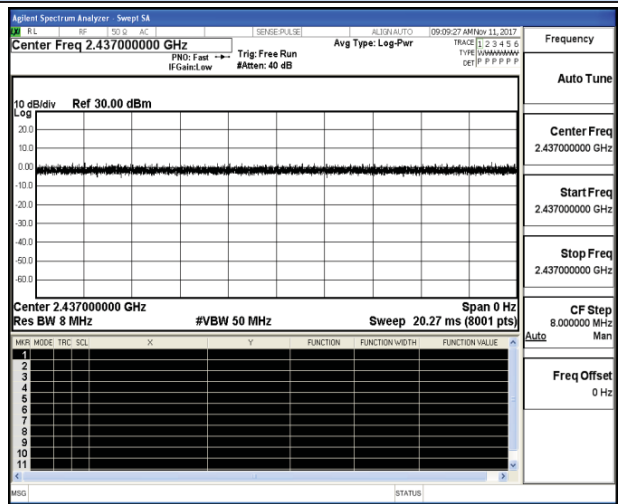 Agilent Spectrum Analyzer - Swept SA
RL RF 50 Ω AC SENSE:PULSE ALIGN AUTO 09:09:27 AM Nov 11, 2017
Center Freq 2.437000000 GHz Avg Type: Log-Pwr TRACE 1 2 3 4 5 6
PNO: Fast Trig: Free Run TYPE
IFGain:Low #Atten: 40 dB DET P P P P P P
Frequency
Auto Tune
Center Freq
2.437000000 GHz
Start Freq
2.437000000 GHz
Stop Freq
2.437000000 GHz
CF Step
8.000000 MHz
Auto Man
Freq Offset
0 Hz
10 dB/div Ref 30.00 dBm
Log
20.0
10.0
0.00
-10.0
-20.0
-30.0
-40.0
-50.0
-60.0
Center 2.437000000 GHz Span 0 Hz
Res BW 8 MHz #VBW 50 MHz Sweep 20.27 ms (8001 pts)
MKR MODE TRC SCL X Y FUNCTION FUNCTION WIDTH FUNCTION VALUE
1
2
3
4
5
6
7
8
9
10
11
MSG STATUS